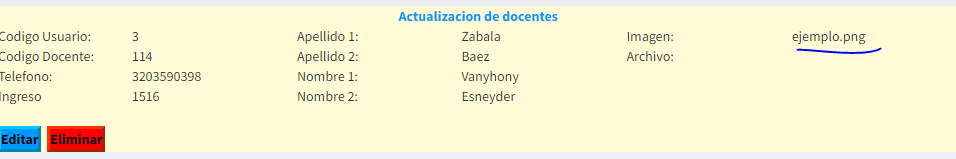 Actualizacion de docentes
Codigo Usuario: 3 Apellido 1: Zabala Imagen: ejemplo.png
Codigo Docente: 114 Apellido 2: Baez Archivo:
Telefono: 3203590398 Nombre 1: Vanyhony
Ingreso 1516 Nombre 2: Esneyder
Editar Eliminar